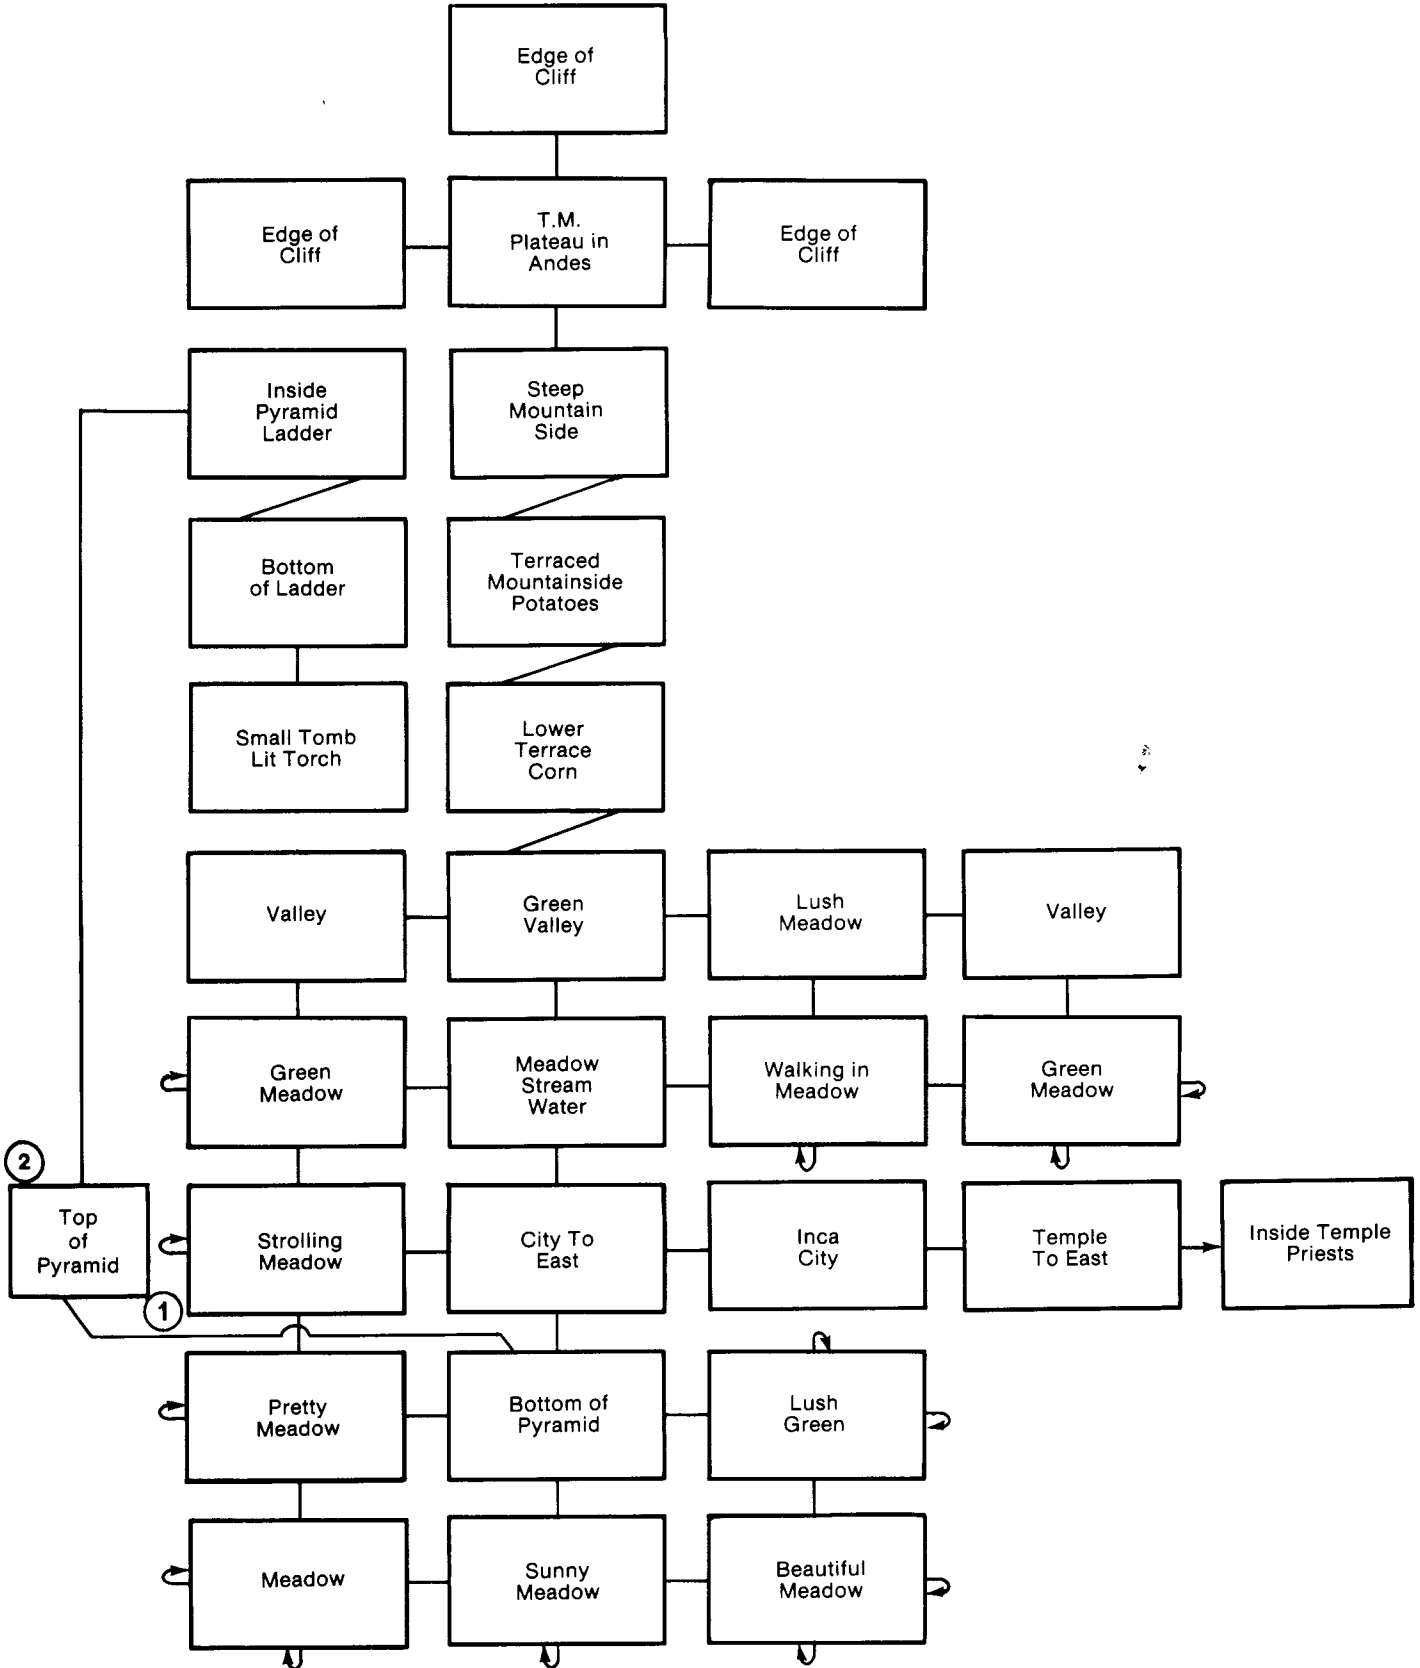 Edge of
Cliff
Edge of
Cliff
T.M.
Plateau in
Andes
Edge of
Cliff
Inside
Pyramid
Ladder
Steep
Mountain
Side
Bottom
of Ladder
Terraced
Mountainside
Potatoes
Small Tomb
Lit Torch
Lower
Terrace
Corn
Valley
Green
Valley
Lush
Meadow
Valley
Green
Meadow
Meadow
Stream
Water
Walking in
Meadow
Green
Meadow
2
Top
of
Pyramid
1
Strolling
Meadow
City To
East
Inca
City
Temple
To East
Inside Temple
Priests
Pretty
Meadow
Bottom of
Pyramid
Lush
Green
Meadow
Sunny
Meadow
Beautiful
Meadow